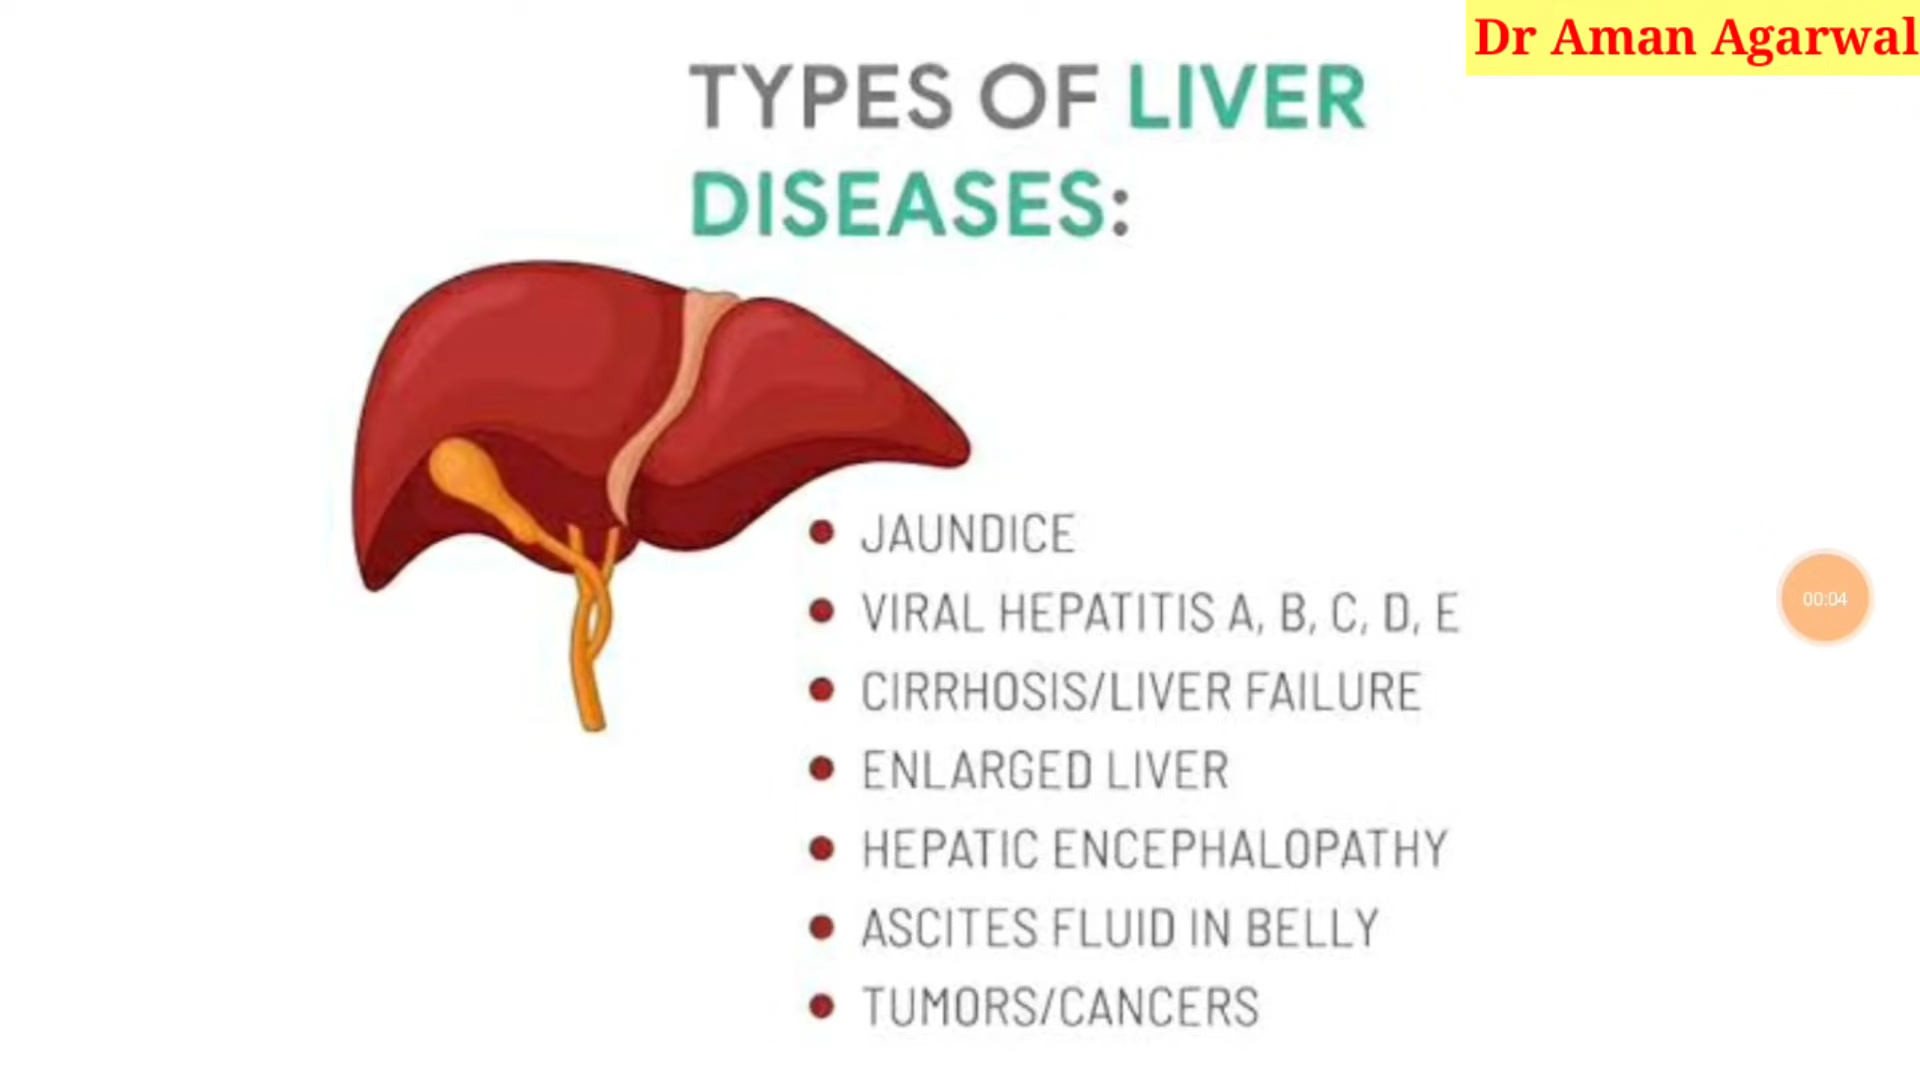 Dr Aman Agarwal
TYPES OF LIVER
DISEASES:
JAUNDICE
VIRAL HEPATITIS A, B, C, D, E
CIRRHOSIS/LIVER FAILURE
ENLARGED LIVER
HEPATIC ENCEPHALOPATHY
ASCITES FLUID IN BELLY
TUMORS/CANCERS
00:04